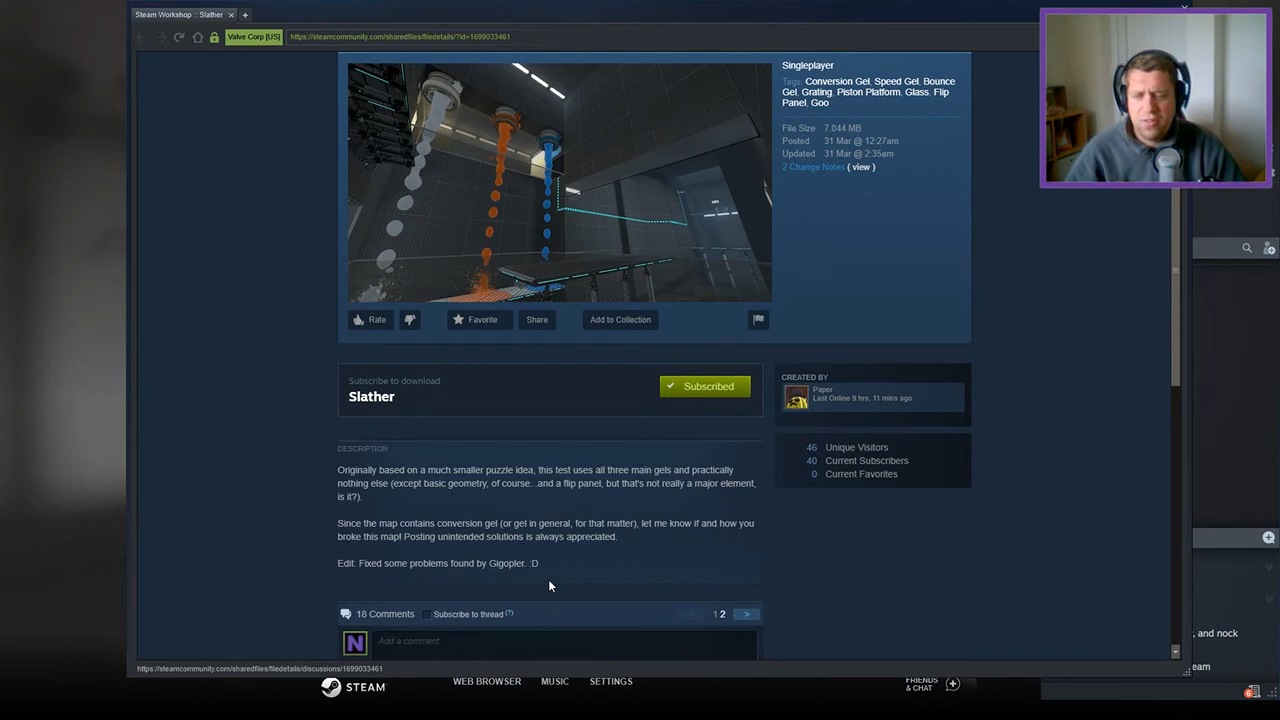 Steam Workshop :: Slather
Valve Corp [US]
https://steamcommunity.com/sharedfiles/filedetails/?id=1699033461
Singleplayer
Tags: Conversion Gel, Speed Gel, Bounce
Gel, Grating, Piston Platform, Glass, Flip
Panel, Goo
File Size 7.044 MB
Posted 31 Mar @ 12:27am
Updated 31 Mar @ 2:35am
2 Change Notes ( view )
Rate
Favorite
Share
Add to Collection
Subscribe to download
Slather
Subscribed
CREATED BY
Paper
Last Online 9 hrs, 11 mins ago
46 Unique Visitors
40 Current Subscribers
0 Current Favorites
DESCRIPTION
Originally based on a much smaller puzzle idea, this test uses all three main gels and practically
nothing else (except basic geometry, of course...and a flip panel, but that's not really a major element,
is it?).
Since the map contains conversion gel (or gel in general, for that matter), let me know if and how you
broke this map! Posting unintended solutions is always appreciated.
Edit: Fixed some problems found by Gigopler. :D
18 Comments
Subscribe to thread (?)
1 2 >
N
Add a comment
https://steamcommunity.com/sharedfiles/filedetails/discussions/1699033461
STEAM
WEB BROWSER
MUSIC
SETTINGS
FRIENDS
& CHAT
, and nock
eam
6